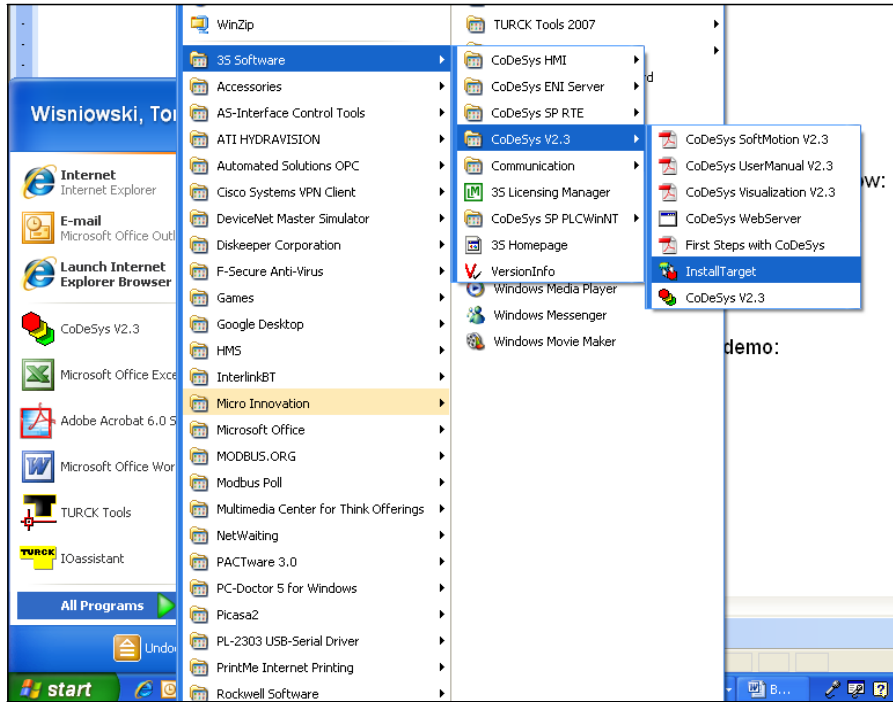 WinZip
3S Software
Accessories
AS-Interface Control Tools
ATI HYDRAVISION
Automated Solutions OPC
Cisco Systems VPN Client
DeviceNet Master Simulator
Diskeeper Corporation
F-Secure Anti-Virus
Games
Google Desktop
HMS
InterlinkBT
Micro Innovation
Microsoft Office
MODBUS.ORG
Modbus Poll
Multimedia Center for Think Offerings
NetWaiting
PACTware 3.0
PC-Doctor 5 for Windows
Picasa2
PL-2303 USB-Serial Driver
PrintMe Internet Printing
Rockwell Software
TURCK Tools 2007
CoDeSys HMI
CoDeSys ENI Server
CoDeSys SP RTE
CoDeSys V2.3
Communication
3S Licensing Manager
CoDeSys SP PLCWinNT
3S Homepage
VersionInfo
Windows Media Player
Windows Messenger
Windows Movie Maker
CoDeSys SoftMotion V2.3
CoDeSys UserManual V2.3
CoDeSys Visualization V2.3
CoDeSys WebServer
First Steps with CoDeSys
InstallTarget
CoDeSys V2.3
Wisniowski, To
Internet
Internet Explorer
E-mail
Microsoft Office Outl
Launch Internet
Explorer Browser
CoDeSys V2.3
Microsoft Office Exce
Adobe Acrobat 6.0 S
Microsoft Office Wor
TURCK Tools
TURCK
IOassistant
All Programs
Undo
start
ow:
demo:
B...